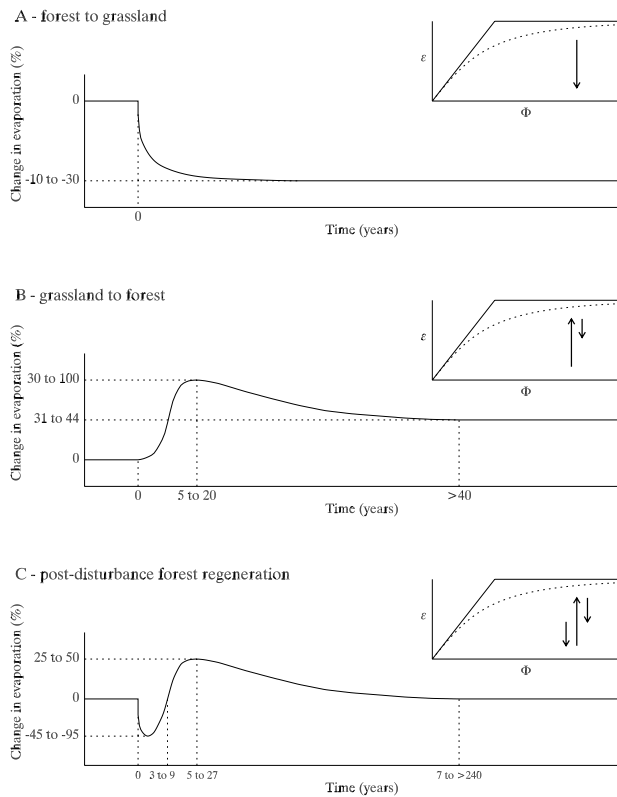 A - forest to grassland
Change in evaporation (%)
0
-10 to -30
0
Time (years)
ε
Φ
B - grassland to forest
Change in evaporation (%)
30 to 100
31 to 44
0
0
5 to 20
>40
Time (years)
ε
Φ
C - post-disturbance forest regeneration
Change in evaporation (%)
25 to 50
0
-45 to -95
0
3 to 9
5 to 27
7 to >240
Time (years)
ε
Φ